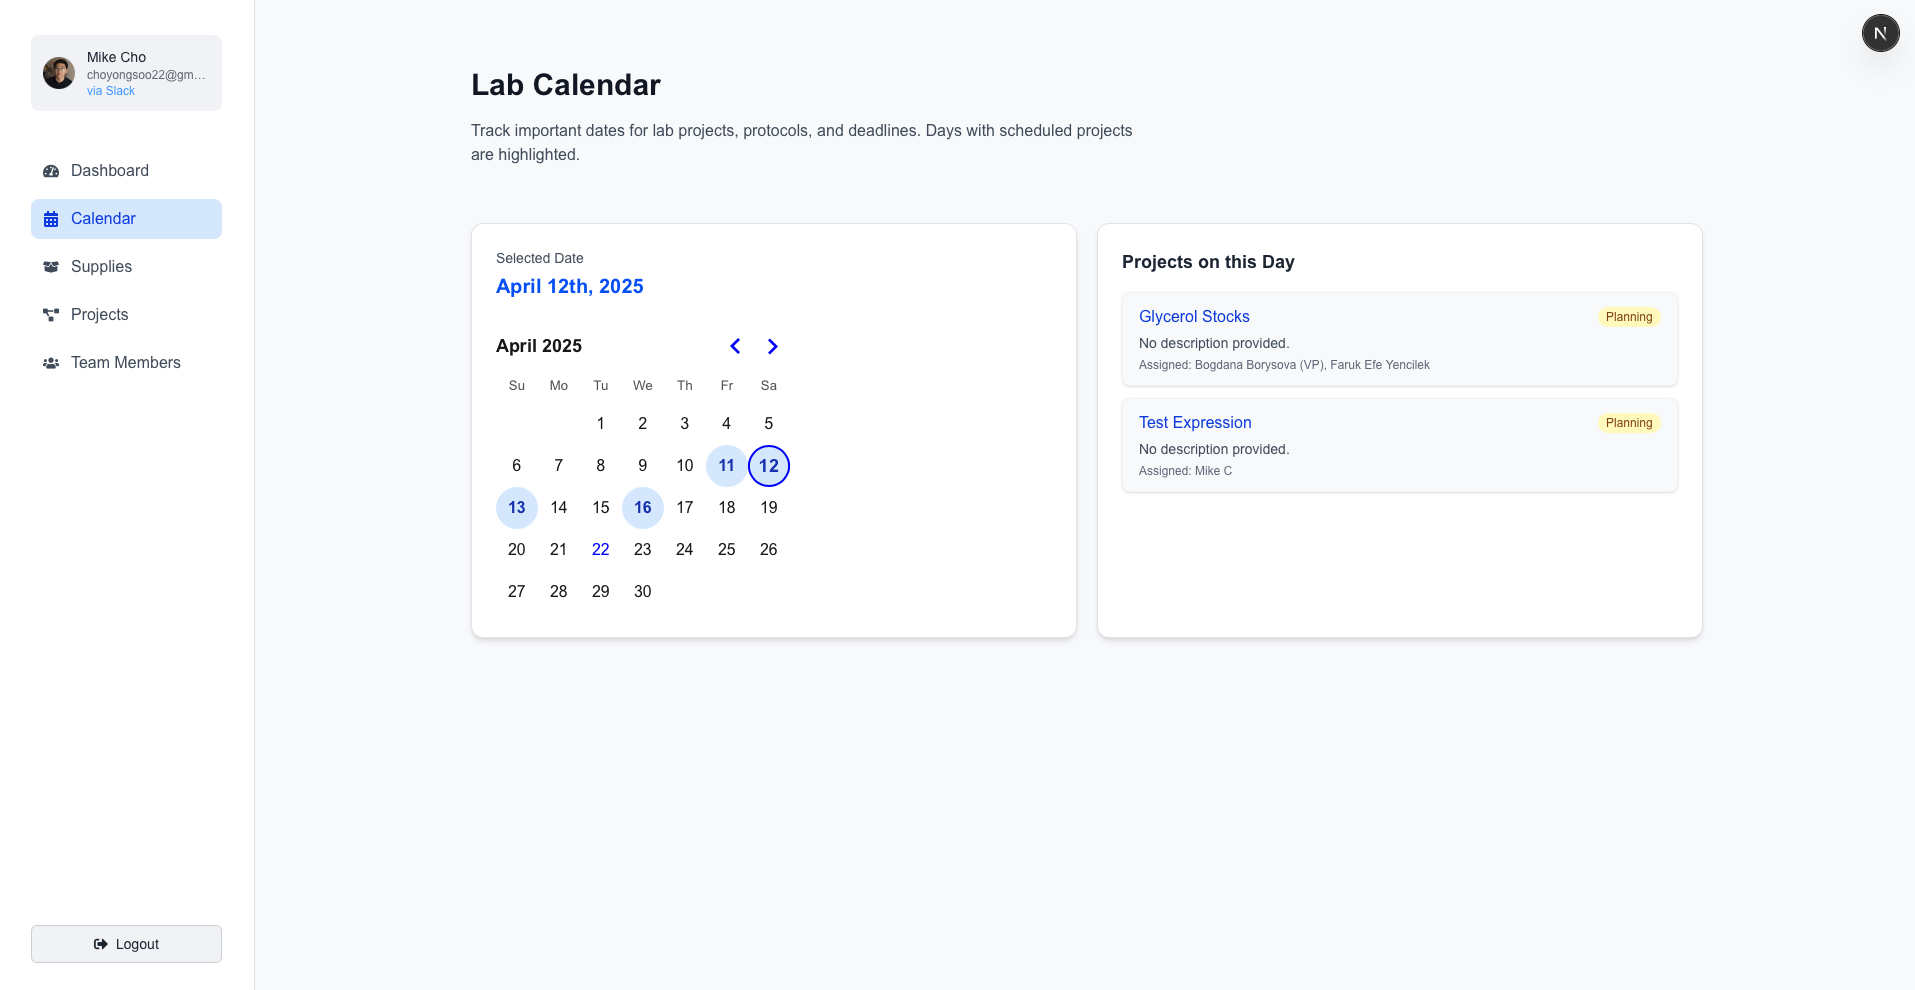 Mike Cho
choyongsoo22@gm...
via Slack
Dashboard
Calendar
Supplies
Projects
Team Members
Logout
N
Lab Calendar
Track important dates for lab projects, protocols, and deadlines. Days with scheduled projects
are highlighted.
Selected Date
April 12th, 2025
April 2025
Su Mo Tu We Th Fr Sa
1 2 3 4 5
6 7 8 9 10 11 12
13 14 15 16 17 18 19
20 21 22 23 24 25 26
27 28 29 30
Projects on this Day
Glycerol Stocks Planning
No description provided.
Assigned: Bogdana Borysova (VP), Faruk Efe Yencilek
Test Expression Planning
No description provided.
Assigned: Mike C